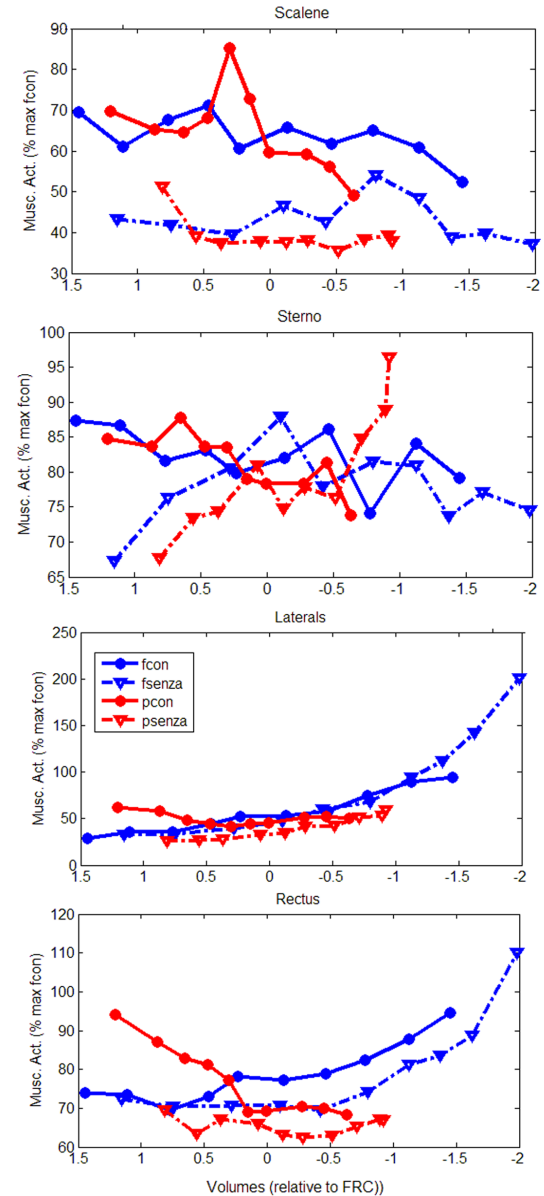 Scalene
Musc. Act. (% max fcon)
90
80
70
60
50
40
30
1.5 1 0.5 0 -0.5 -1 -1.5 -2
Sterno
Musc. Act. (% max fcon)
100
95
90
85
80
75
70
65
1.5 1 0.5 0 -0.5 -1 -1.5 -2
Laterals
Musc. Act. (% max fcon)
250
200
150
100
50
0
fcon
fsenza
pcon
psenza
1.5 1 0.5 0 -0.5 -1 -1.5 -2
Rectus
Musc. Act. (% max fcon)
120
110
100
90
80
70
60
1.5 1 0.5 0 -0.5 -1 -1.5 -2
Volumes (relative to FRC))